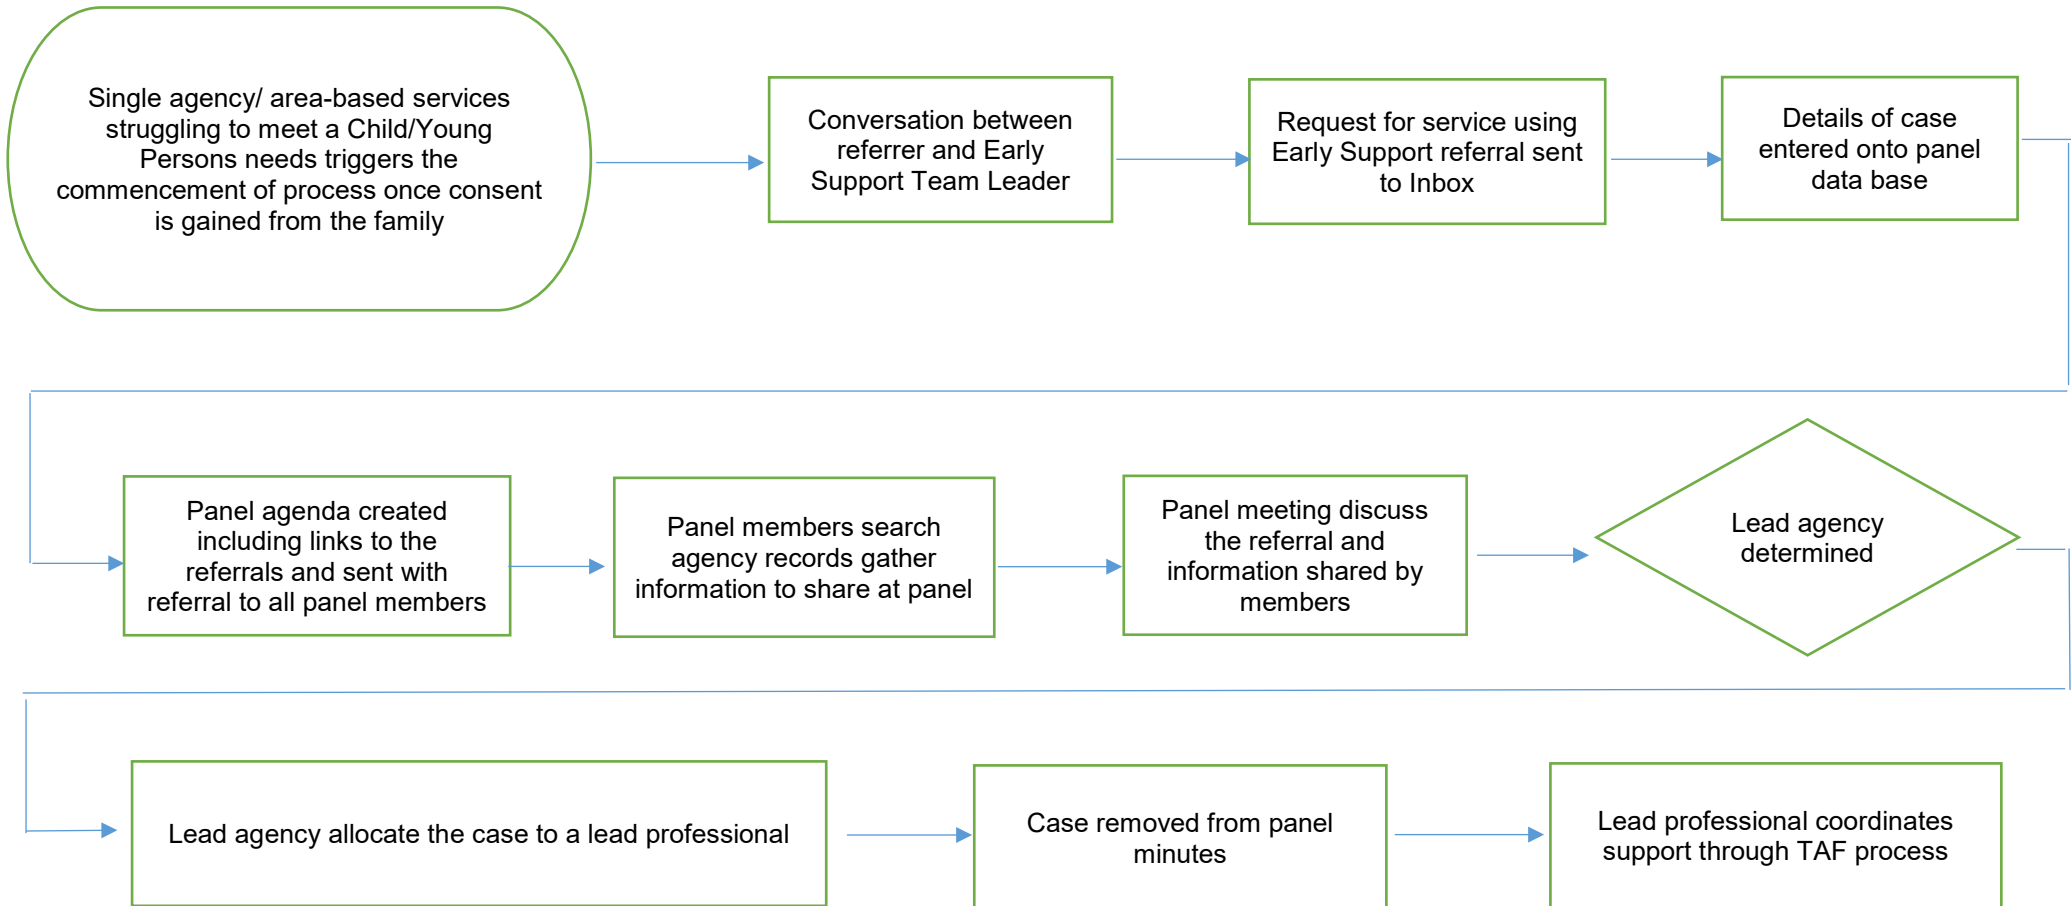 Single agency/ area-based services
struggling to meet a Child/Young
Persons needs triggers the
commencement of process once consent
is gained from the family
Conversation between
referrer and Early
Support Team Leader
Request for service using
Early Support referral sent
to Inbox
Details of case
entered onto panel
data base
Panel agenda created
including links to the
referrals and sent with
referral to all panel members
Panel members search
agency records gather
information to share at panel
Panel meeting discuss
the referral and
information shared by
members
Lead agency
determined
Lead agency allocate the case to a lead professional
Case removed from panel
minutes
Lead professional coordinates
support through TAF process